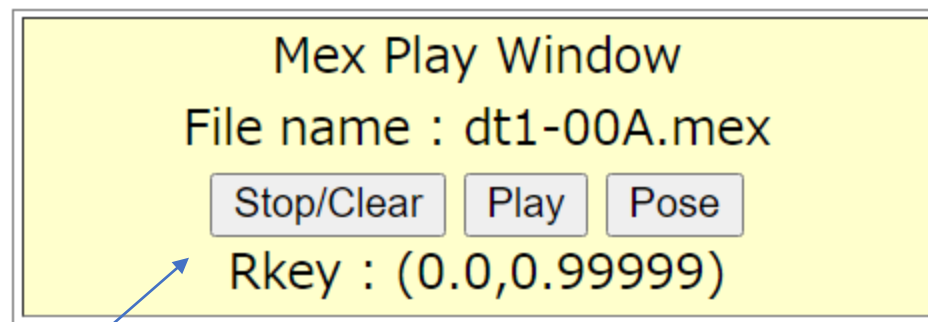 Mex Play Window
File name : dt1-00A.mex
Stop/Clear Play Pose
Rkey : (0.0,0.99999)